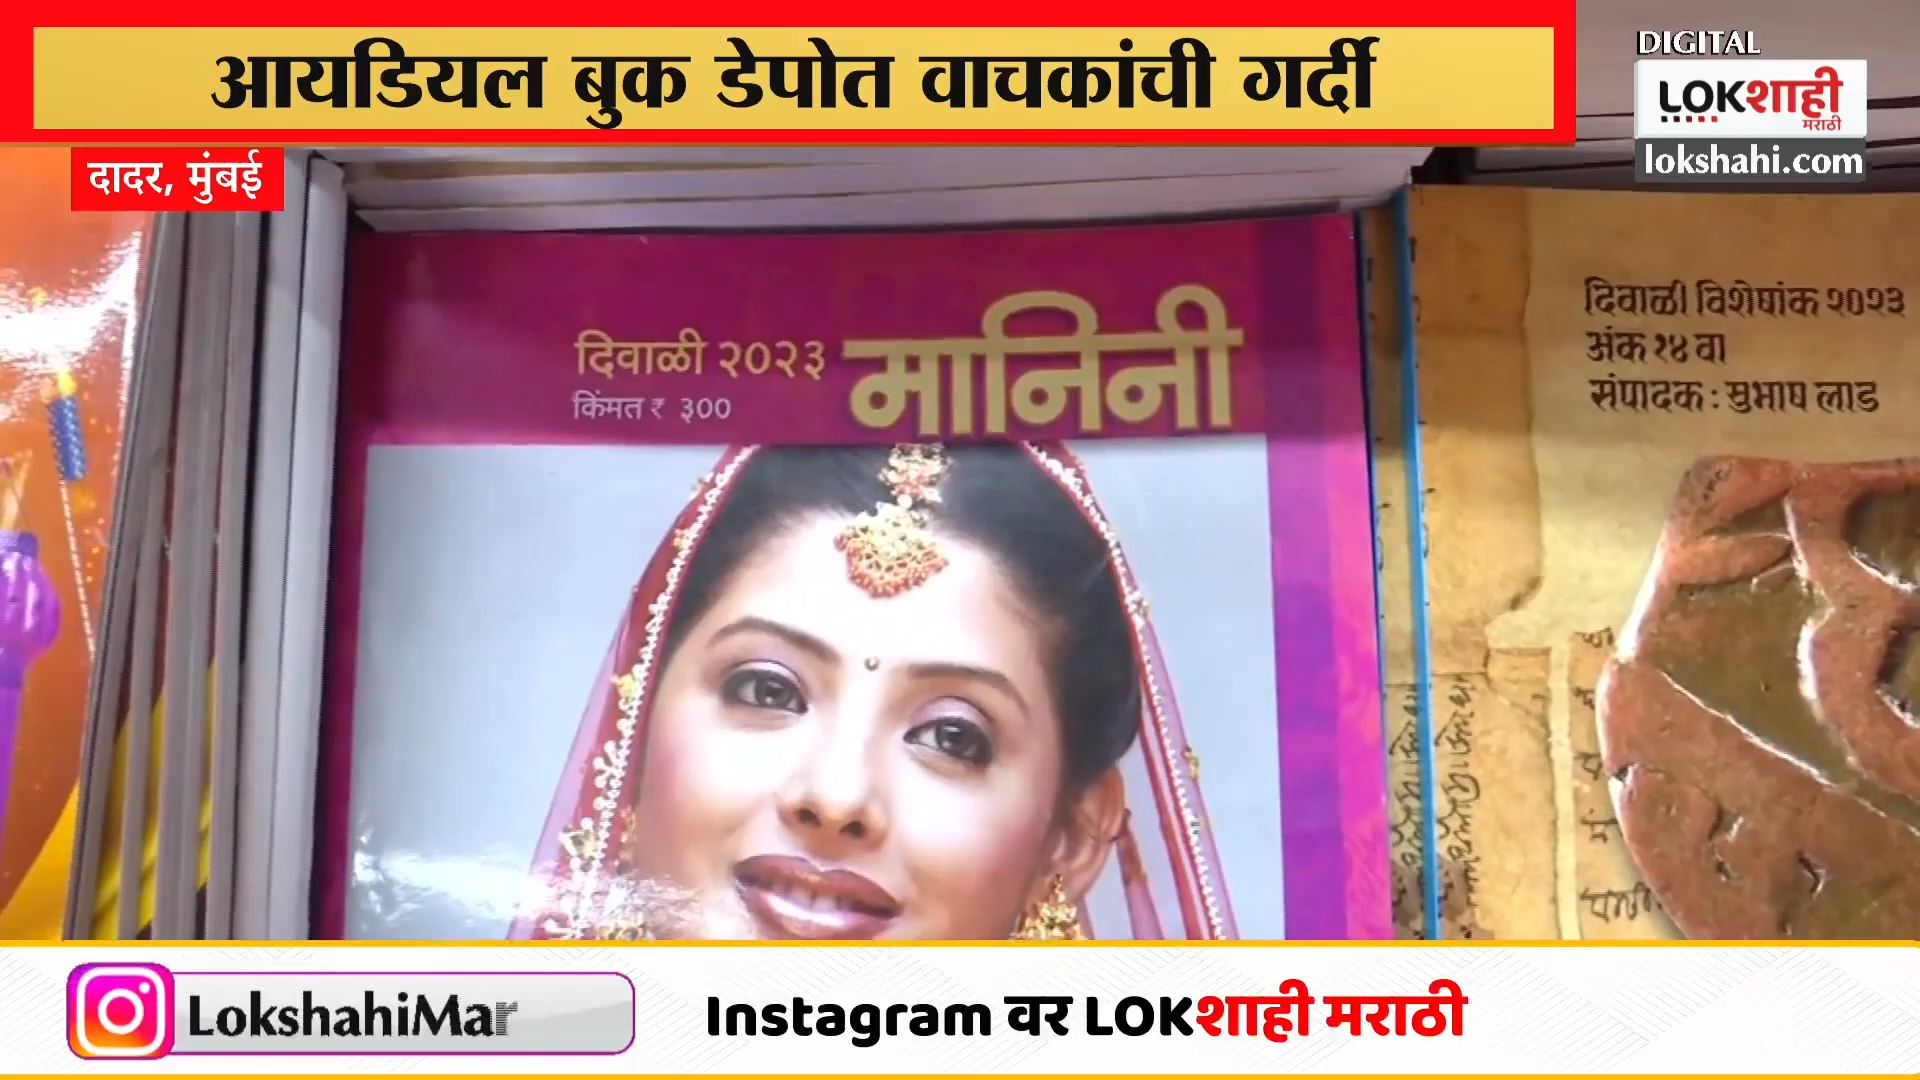 आयडियल बुक डेपोत वाचकांची गर्दी
DIGITAL
LOKशाही
मराठी
lokshahi.com
दादर, मुंबई
दिवाळी २०२३ मानिनी
किंमत ₹ ३००
दिवाळी विशेषांक २०२३
अंक १४ वा
संपादक : सुभाष लाड
LokshahiMar
Instagram वर LOKशाही मराठी